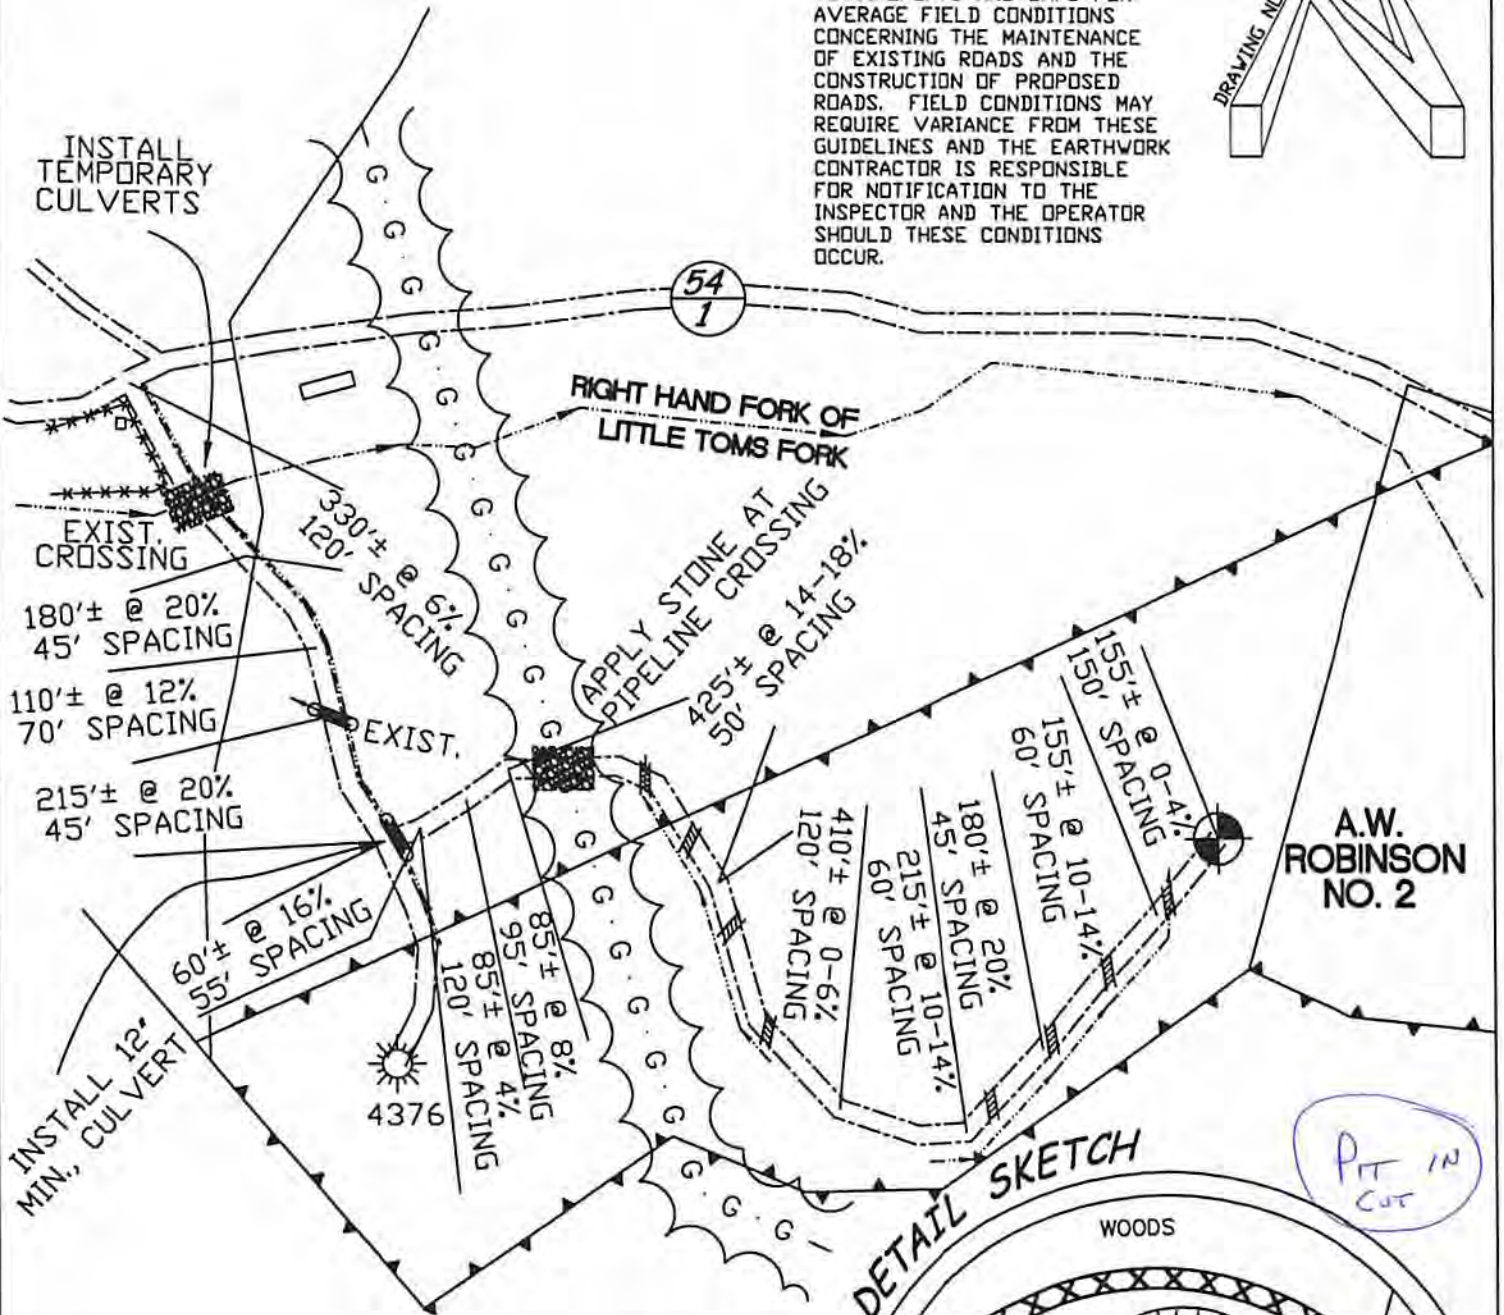 AVERAGE FIELD CONDITIONS
CONCERNING THE MAINTENANCE
OF EXISTING ROADS AND THE
CONSTRUCTION OF PROPOSED
ROADS. FIELD CONDITIONS MAY
REQUIRE VARIANCE FROM THESE
GUIDELINES AND THE EARTHWORK
CONTRACTOR IS RESPONSIBLE
FOR NOTIFICATION TO THE
INSPECTOR AND THE OPERATOR
SHOULD THESE CONDITIONS
OCCUR.
DRAWING
INSTALL
TEMPORARY
CULVERTS
54
1
RIGHT HAND FORK OF
LITTLE TOMS FORK
EXIST.
CROSSING
330'± @ 6%
120' SPACING
180'± @ 20%
45' SPACING
110'± @ 12%
70' SPACING
EXIST.
215'± @ 20%
45' SPACING
APPLY STONE AT
PIPELINE CROSSING
425'± @ 14-18%
50' SPACING
155'± @ 0-4%
150' SPACING
155'± @ 10-14%
60' SPACING
180'± @ 20%
45' SPACING
215'± @ 10-14%
60' SPACING
410'± @ 0-6%
120' SPACING
A.W.
ROBINSON
NO. 2
60'± @ 16%
55' SPACING
85'± @ 8%
95' SPACING
85'± @ 4%
120' SPACING
INSTALL 12"
MIN., CULVERT
4376
G G G G G G G G G G G G G G G G G G G G G G
DETAIL SKETCH
PIT IN
CUT
WOODS